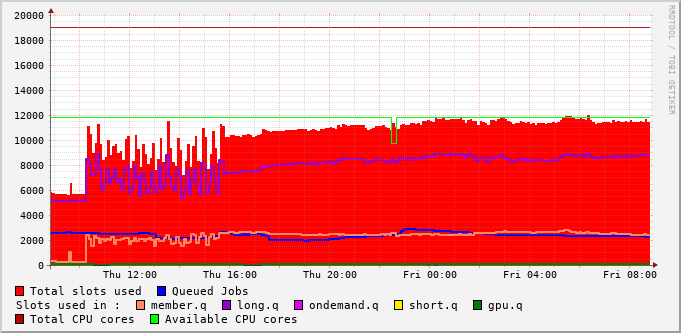 RRDTOOL / TOBI OETIKER
20000
18000
16000
14000
12000
10000
8000
6000
4000
2000
0
Thu 12:00 Thu 16:00 Thu 20:00 Fri 00:00 Fri 04:00 Fri 08:00
Total slots used Queued Jobs
Slots used in : member.q long.q ondemand.q short.q gpu.q
Total CPU cores Available CPU cores